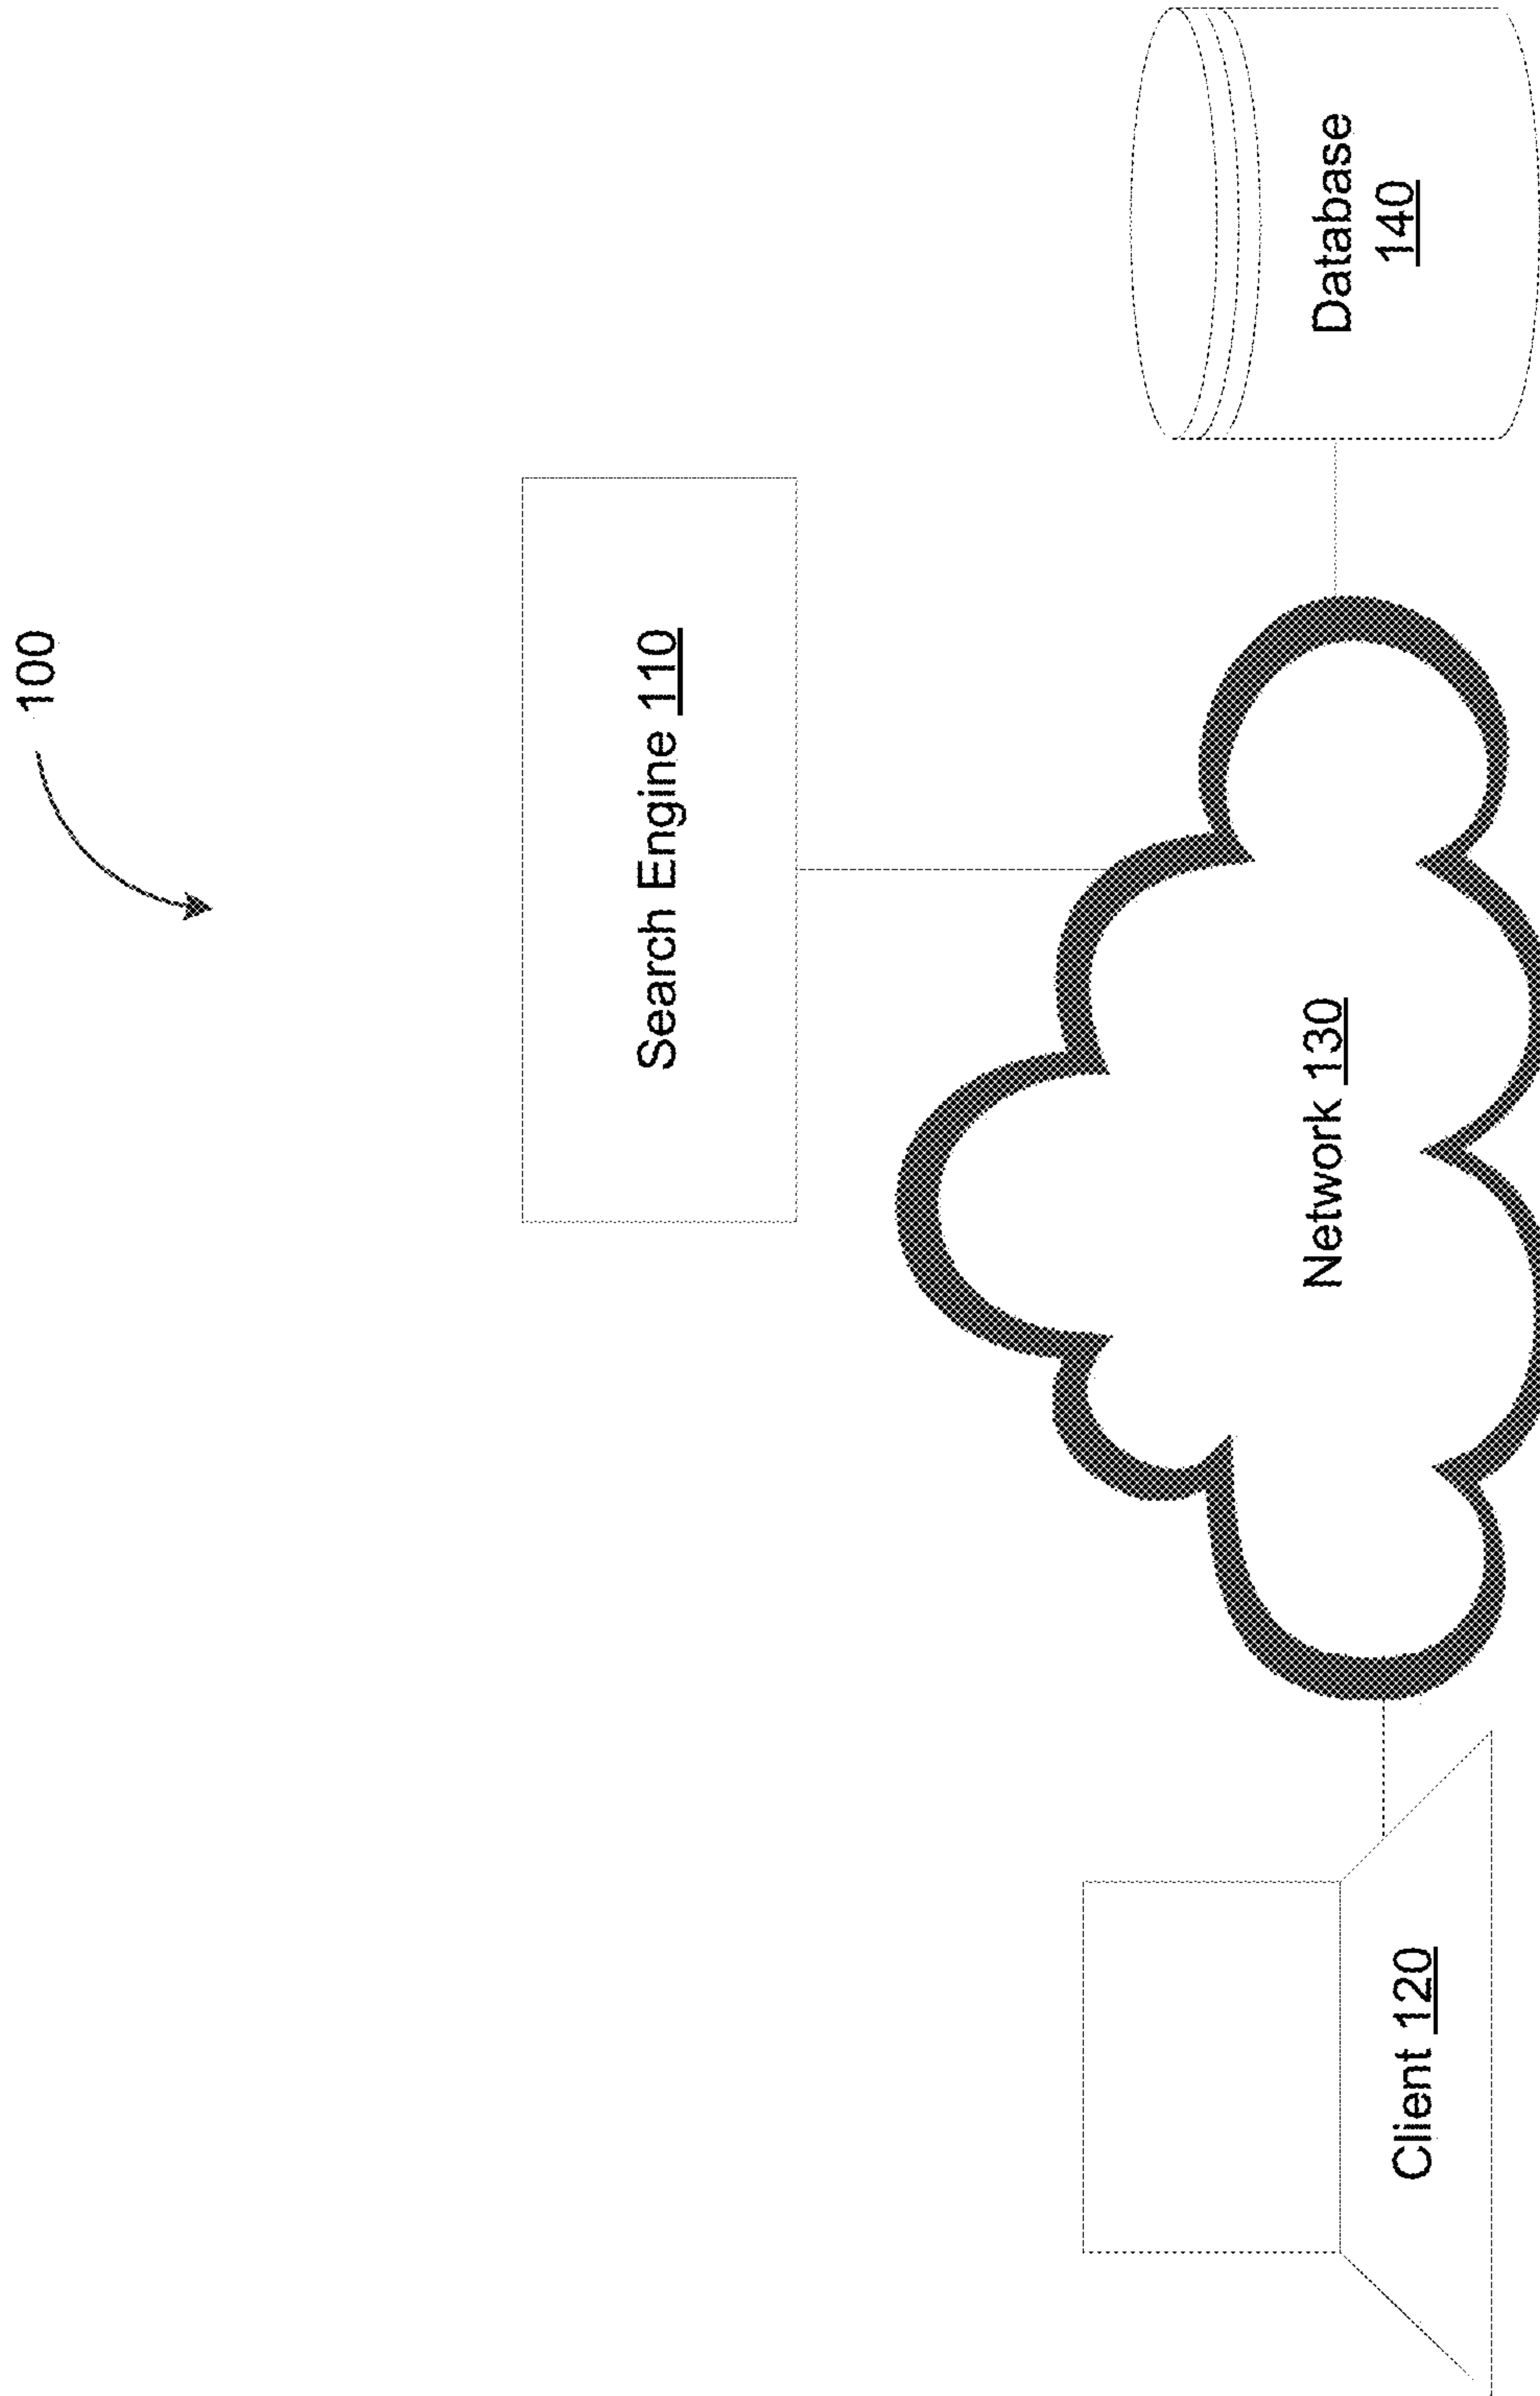 100
Search Engine 110
Network 130
Client 120
Database
140